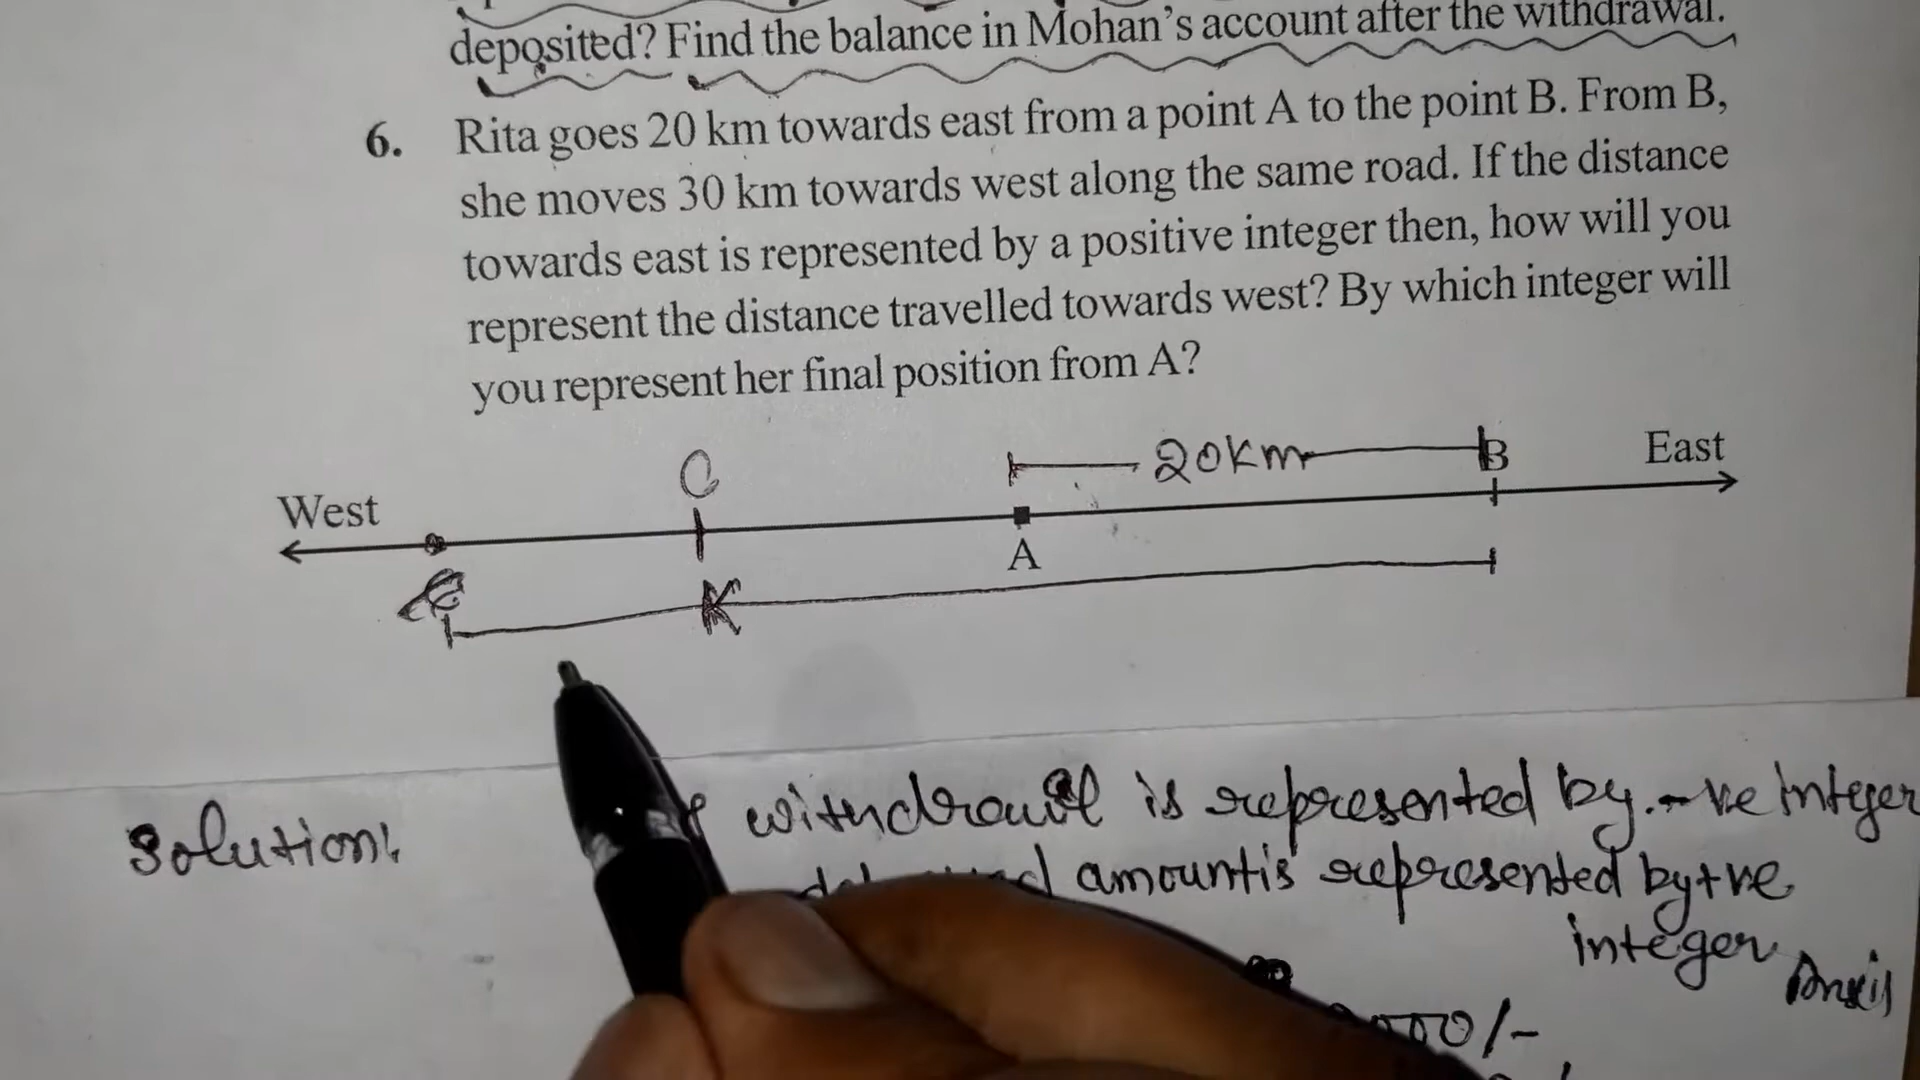 deposited? Find the balance in Mohan's account after the withdrawal.
6. Rita goes 20 km towards east from a point A to the point B. From B,
she moves 30 km towards west along the same road. If the distance
towards east is represented by a positive integer then, how will you
represent the distance travelled towards west? By which integer will
you represent her final position from A?
C 20km B East
West
A
Solution: withdrawal is represented by -ve integer
amount is represented by +ve
integer